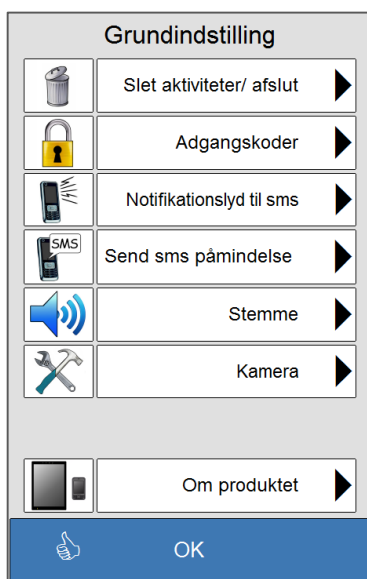 Grundindstilling
Slet aktiviteter/ afslut
Adgangskoder
Notifikationslyd til sms
SMS
Send sms påmindelse
Stemme
Kamera
Om produktet
OK